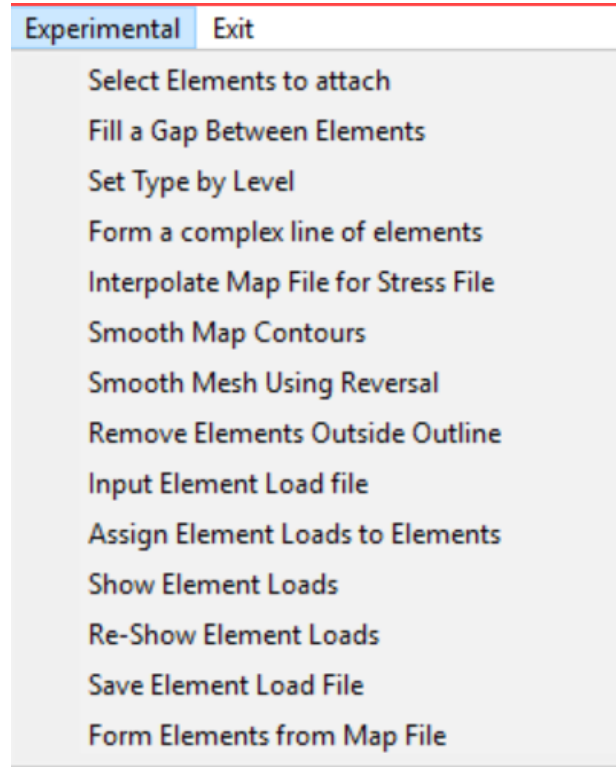 Experimental Exit
Select Elements to attach
Fill a Gap Between Elements
Set Type by Level
Form a complex line of elements
Interpolate Map File for Stress File
Smooth Map Contours
Smooth Mesh Using Reversal
Remove Elements Outside Outline
Input Element Load file
Assign Element Loads to Elements
Show Element Loads
Re-Show Element Loads
Save Element Load File
Form Elements from Map File